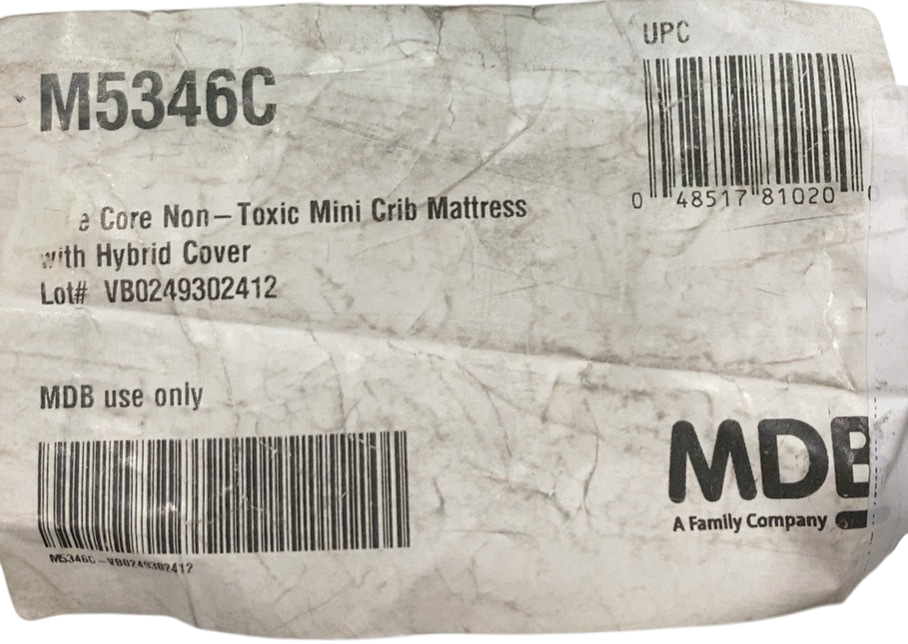 M5346C
UPC
0 48517 81020
e Core Non-Toxic Mini Crib Mattress
with Hybrid Cover
Lot# VB0249302412
MDB use only
M5346C-VB0249302412
MDB
A Family Company